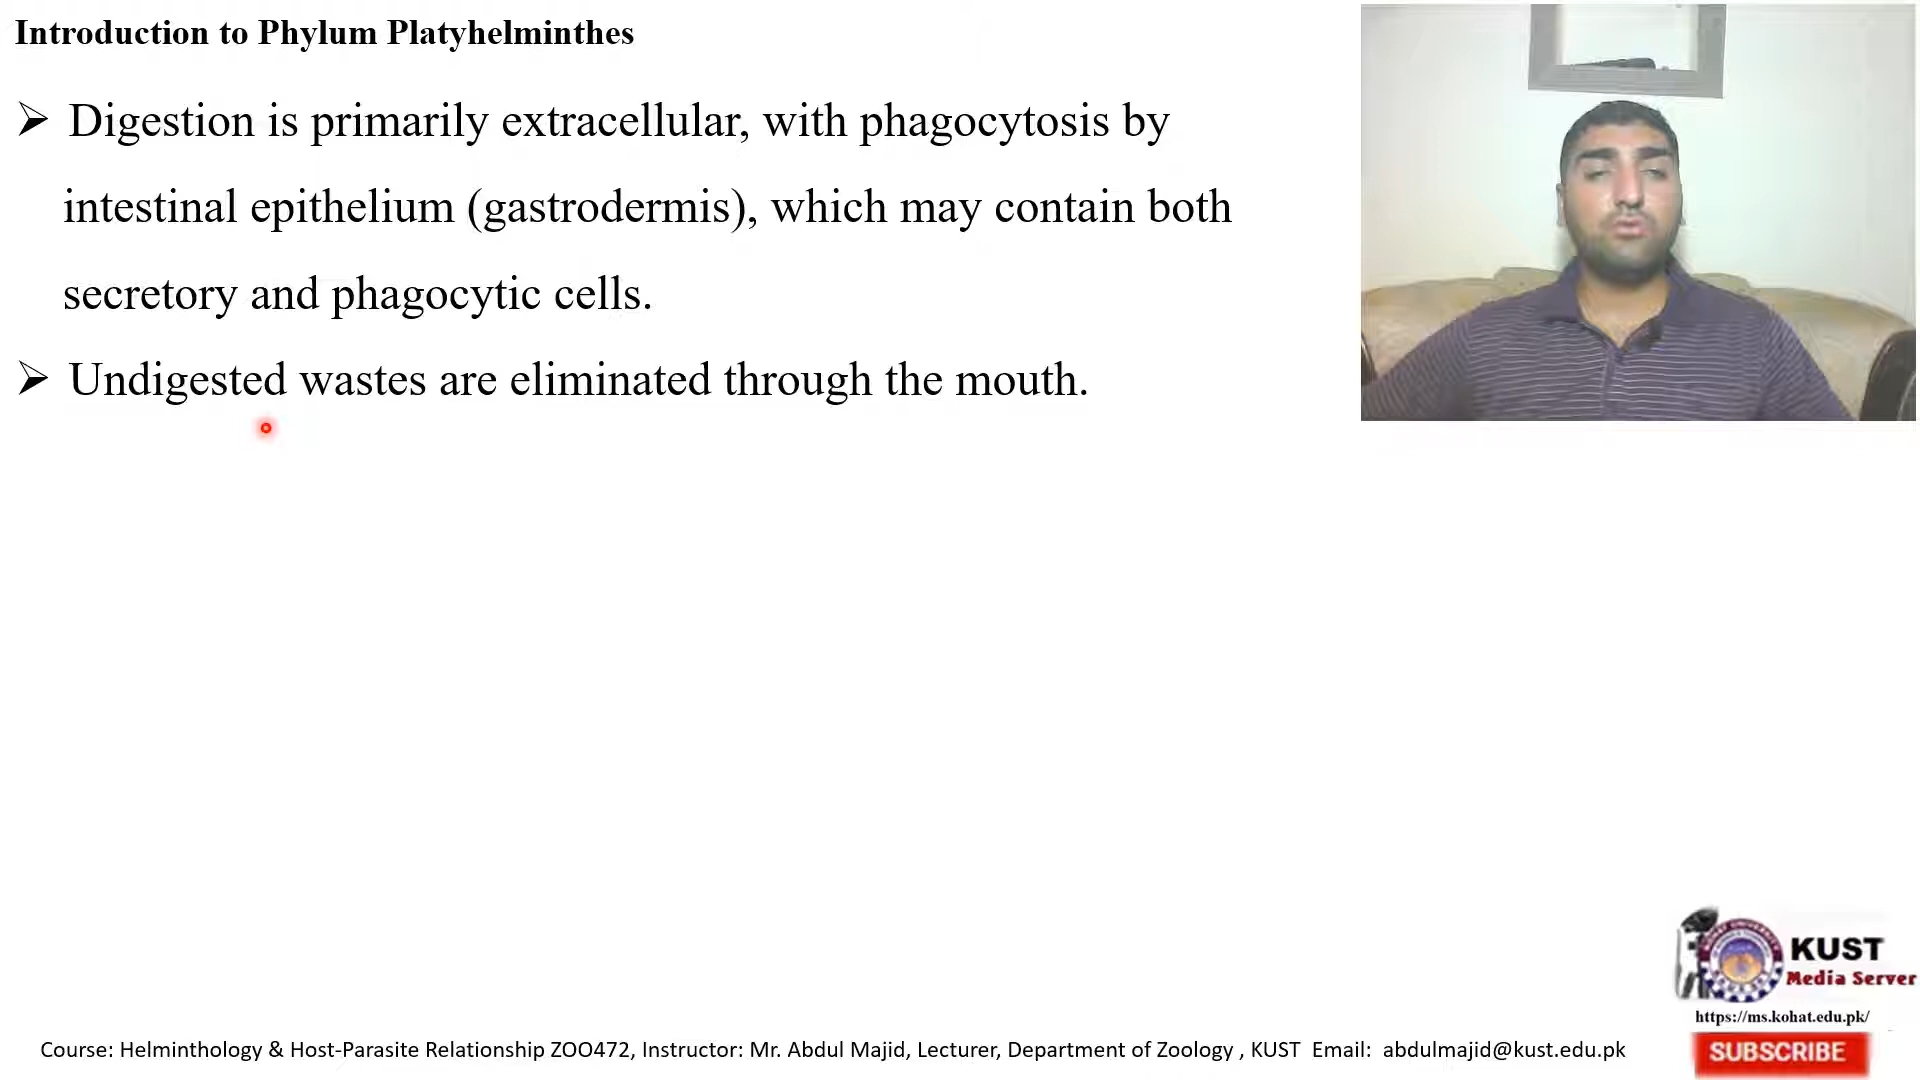 Introduction to Phylum Platyhelminthes
➢ Digestion is primarily extracellular, with phagocytosis by
intestinal epithelium (gastrodermis), which may contain both
secretory and phagocytic cells.
➢ Undigested wastes are eliminated through the mouth.
KUST
Media Server
https://ms.kohat.edu.pk/
Course: Helminthology & Host-Parasite Relationship ZOO472, Instructor: Mr. Abdul Majid, Lecturer, Department of Zoology , KUST Email: abdulmajid@kust.edu.pk
SUBSCRIBE